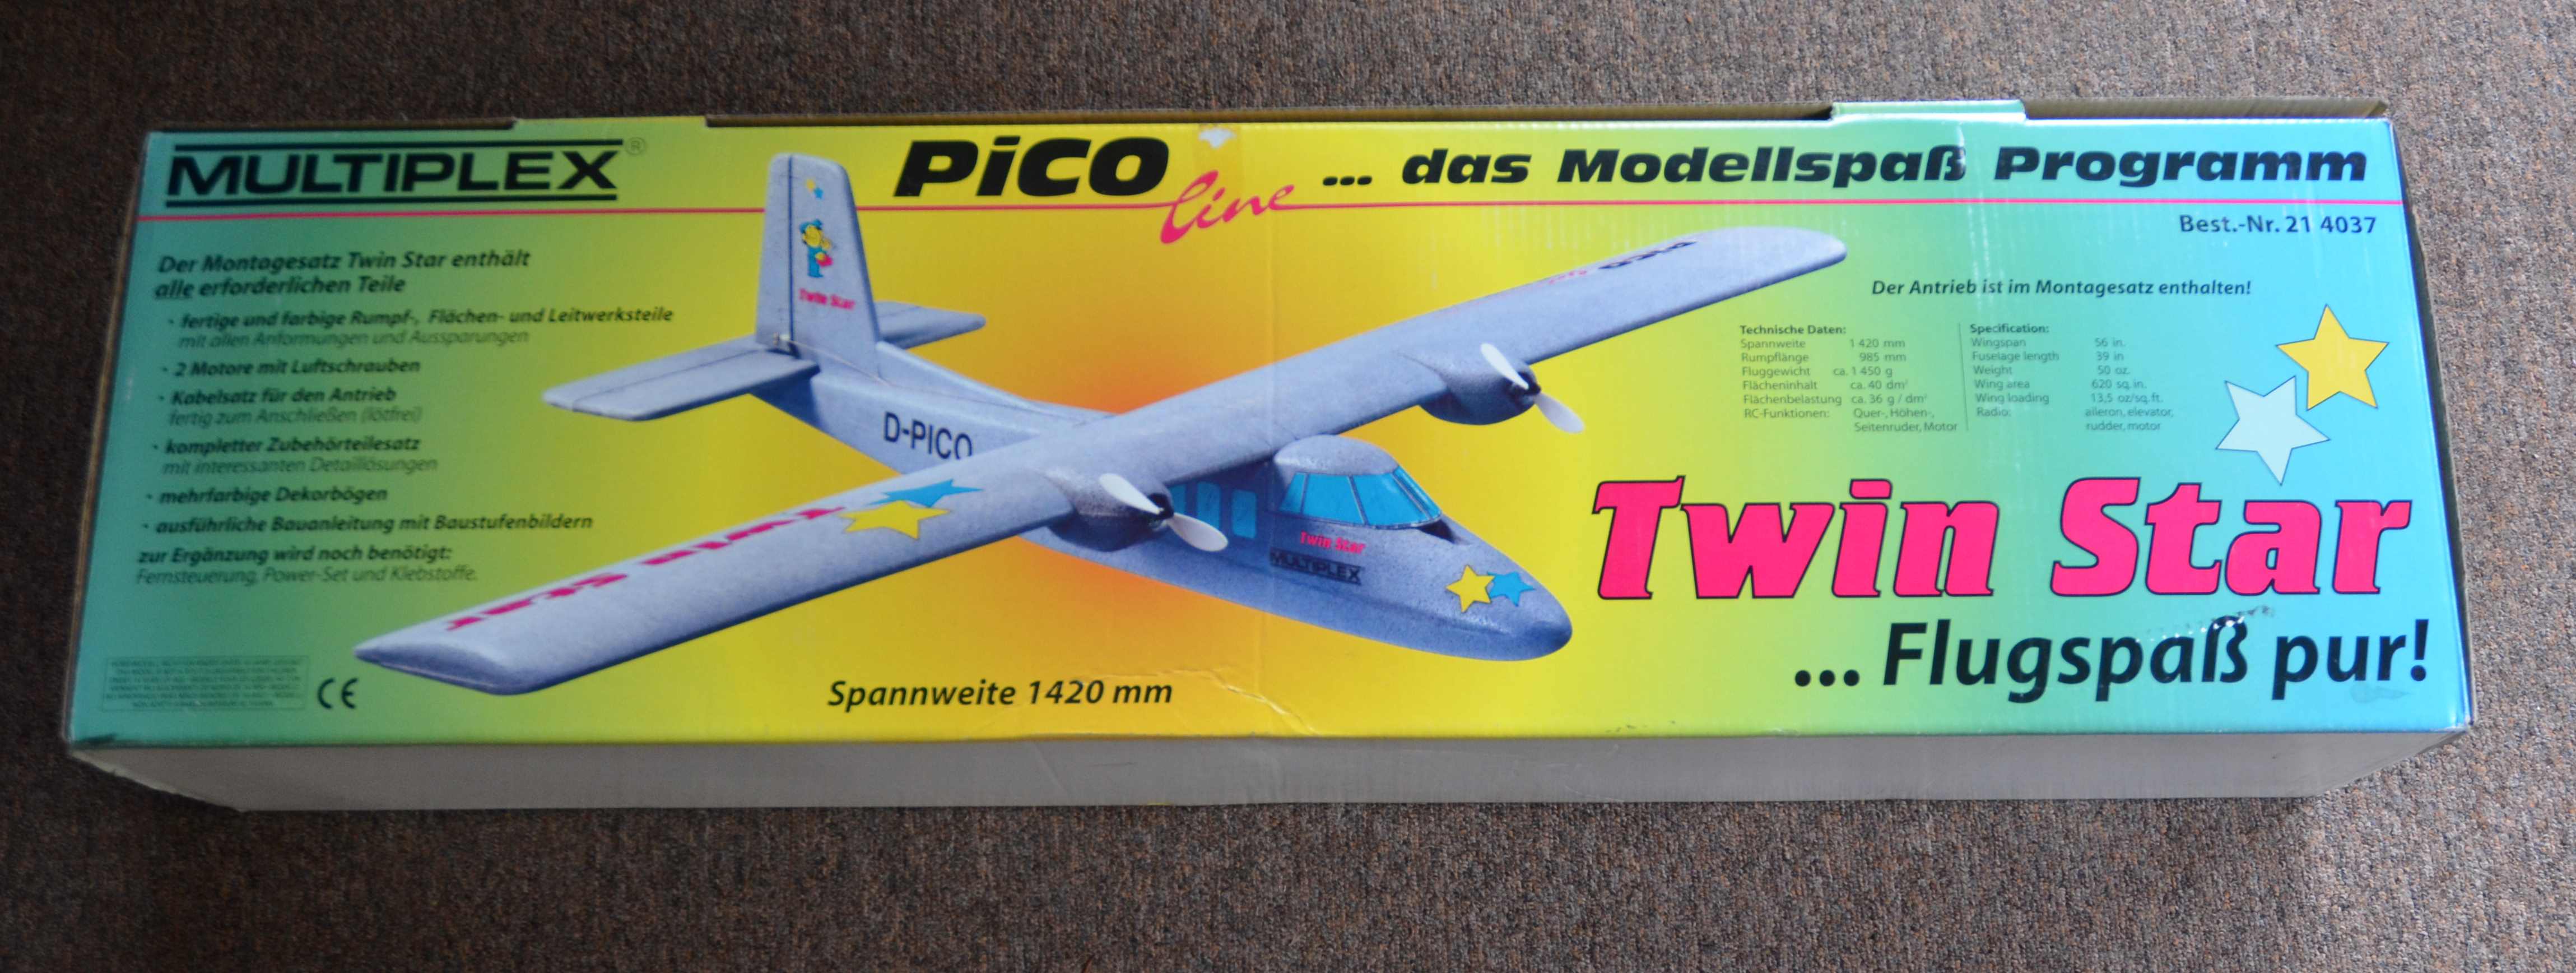 MULTIPLEX®
PiCO line ... das Modellspaß Programm
Best.-Nr. 21 4037
Der Montagesatz Twin Star enthält
alle erforderlichen Teile
• fertige und farbige Rumpf-, Flächen- und Leitwerksteile
mit allen Anformungen und Aussparungen
• 2 Motore mit Luftschrauben
• Kabelsatz für den Antrieb
fertig zum Anschließen (lötfrei)
• kompletter Zubehörteilesatz
mit interessanten Detaillösungen
• mehrfarbige Dekorbögen
• ausführliche Bauanleitung mit Baustufenbildern
zur Ergänzung wird noch benötigt:
Fernsteuerung, Power-Set und Klebstoffe.
CE
Twin Star
D-PICO
Twin Star
PiCO line
Twin Star
MULTIPLEX
Spannweite 1420 mm
Der Antrieb ist im Montagesatz enthalten!
Technische Daten:
Spannweite 1 420 mm
Rumpflänge 985 mm
Fluggewicht ca. 1 450 g
Flächeninhalt ca. 40 dm²
Flächenbelastung ca. 36 g / dm²
RC-Funktionen: Quer-, Höhen-,
Seitenruder, Motor
Specification:
Wingspan 56 in.
Fuselage length 39 in
Weight 50 oz.
Wing area 620 sq. in.
Wing loading 13,5 oz/sq. ft.
Radio: aileron, elevator,
rudder, motor
Twin Star
... Flugspaß pur!